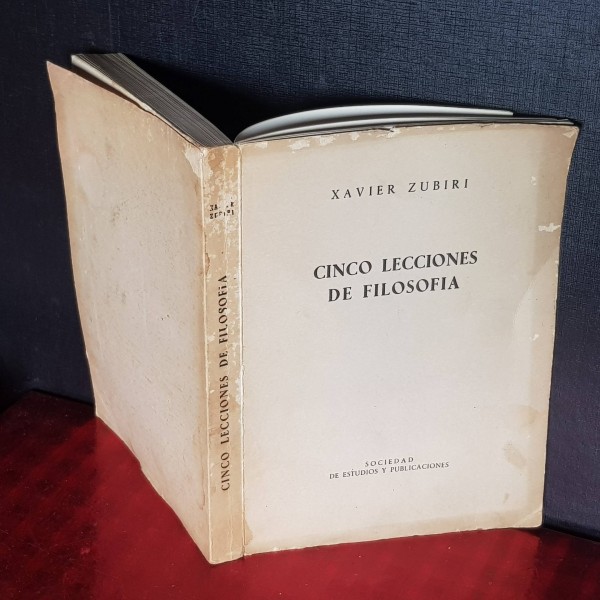 XAVIER ZUBIRI
CINCO LECCIONES
DE FILOSOFIA
SOCIEDAD
DE ESTUDIOS Y PUBLICACIONES
CINCO LECCIONES DE FILOSOFIA